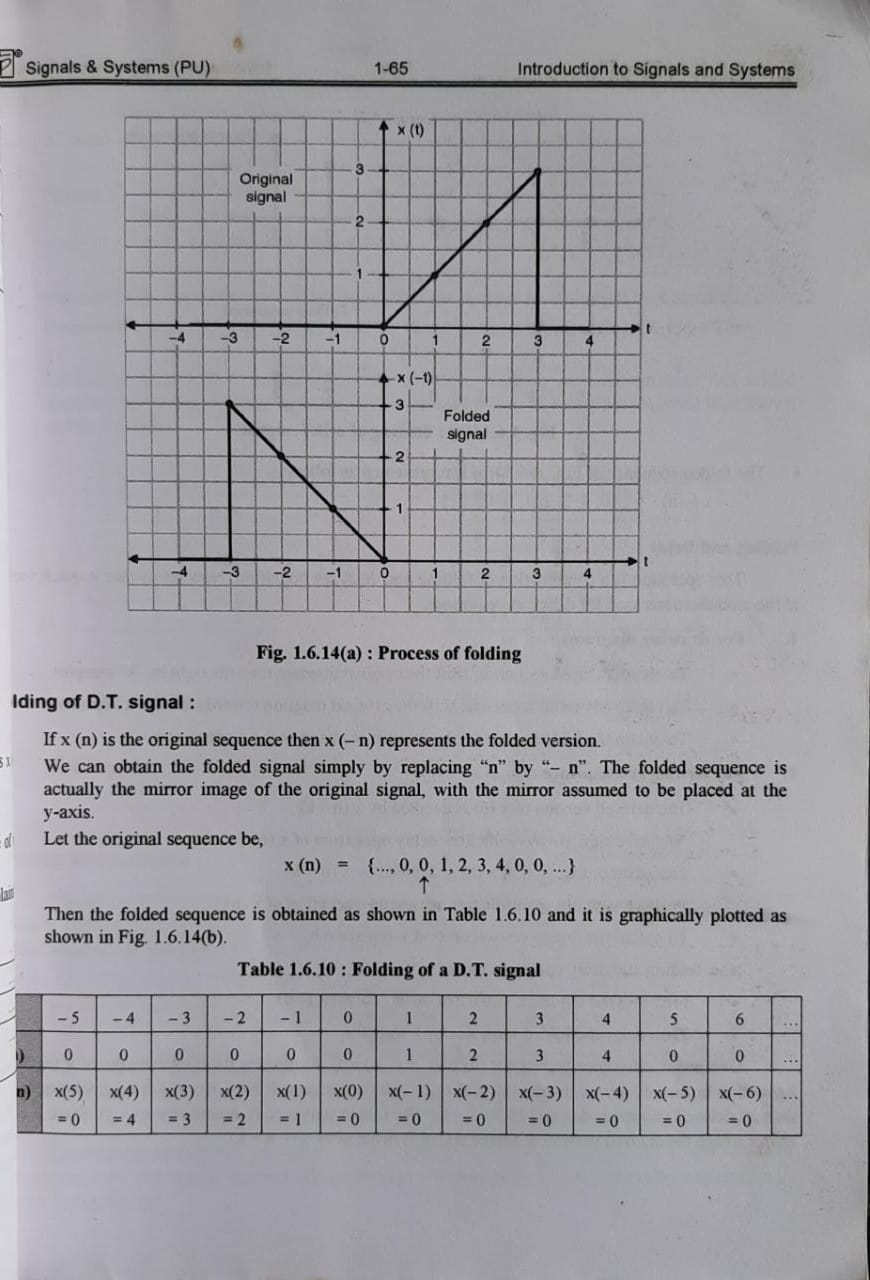 Signals & Systems (PU) 1-65 Introduction to Signals and Systems
x (t)
Original
signal
3
2
1
-4 -3 -2 -1 0 1 2 3 4 t
x (-t)
Folded
signal
3
2
1
-4 -3 -2 -1 0 1 2 3 4 t
Fig. 1.6.14(a) : Process of folding
lding of D.T. signal :
If x (n) is the original sequence then x (– n) represents the folded version.
We can obtain the folded signal simply by replacing “n” by “– n”. The folded sequence is
actually the mirror image of the original signal, with the mirror assumed to be placed at the
y-axis.
Let the original sequence be,
x (n) = {..., 0, 0, 1, 2, 3, 4, 0, 0, ...}
↑
Then the folded sequence is obtained as shown in Table 1.6.10 and it is graphically plotted as
shown in Fig. 1.6.14(b).
Table 1.6.10 : Folding of a D.T. signal
– 5 – 4 – 3 – 2 – 1 0 1 2 3 4 5 6 ...
) 0 0 0 0 0 0 1 2 3 4 0 0 ...
n) x(5) x(4) x(3) x(2) x(1) x(0) x(– 1) x(– 2) x(– 3) x(– 4) x(– 5) x(– 6) ...
= 0 = 4 = 3 = 2 = 1 = 0 = 0 = 0 = 0 = 0 = 0 = 0